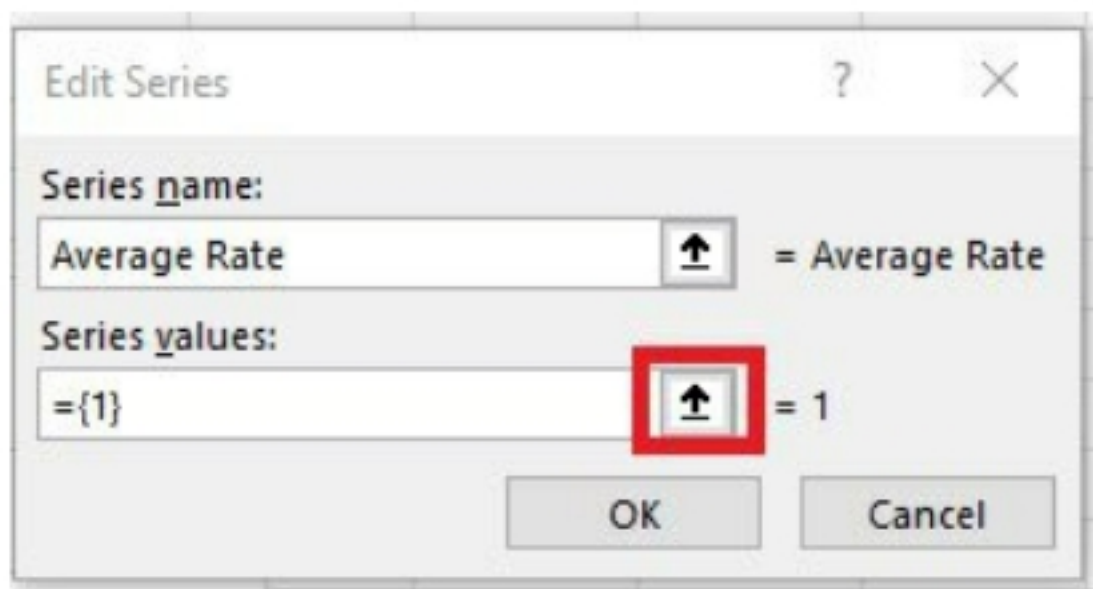 Edit Series ? ×
Series name:
Average Rate = Average Rate
Series values:
={1} = 1
OK Cancel